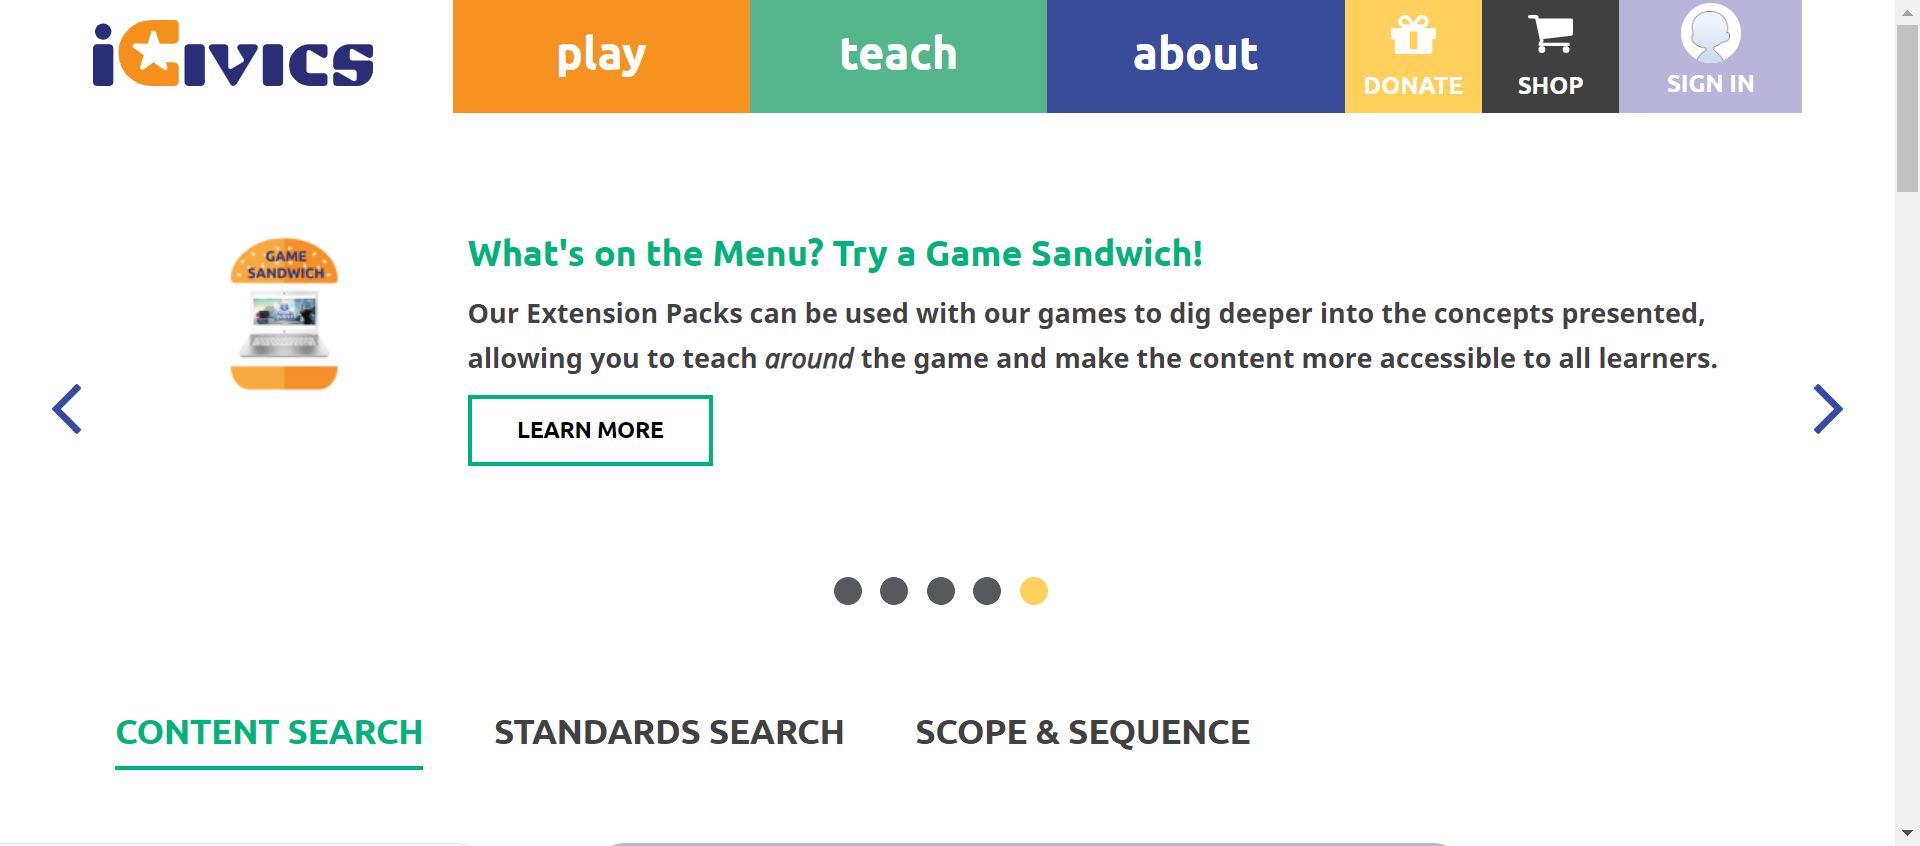 iCivics
play
teach
about
DONATE
SHOP
SIGN IN
GAME
SANDWICH
What's on the Menu? Try a Game Sandwich!
Our Extension Packs can be used with our games to dig deeper into the concepts presented,
allowing you to teach around the game and make the content more accessible to all learners.
LEARN MORE
CONTENT SEARCH
STANDARDS SEARCH
SCOPE & SEQUENCE